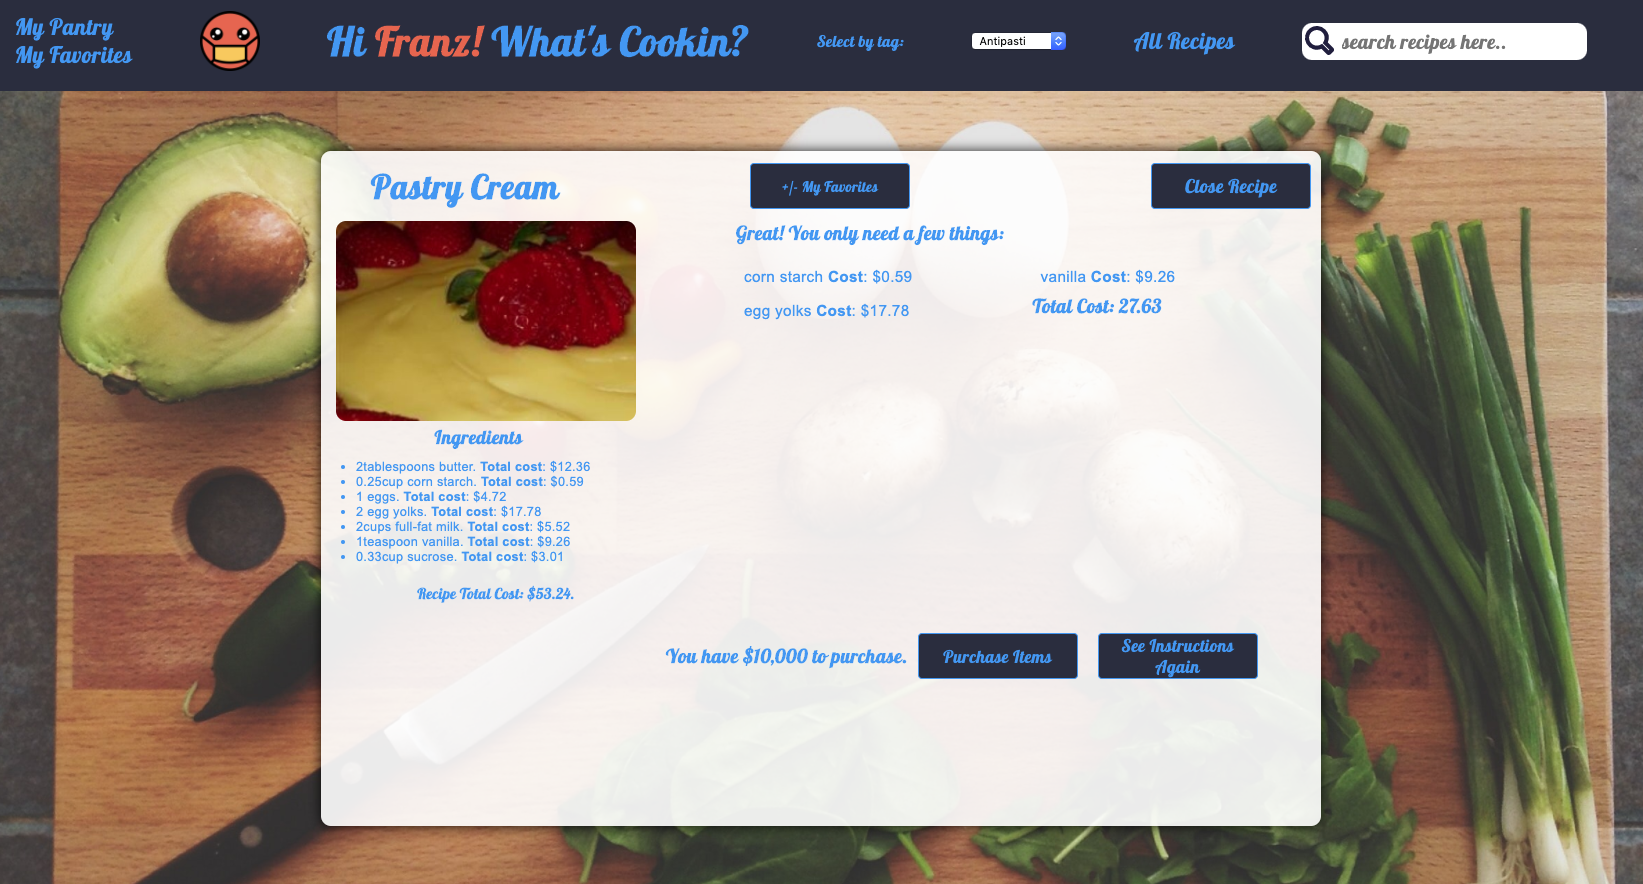 My Pantry
My Favorites
Hi Franz! What's Cookin?
Select by tag:
Antipasti
All Recipes
search recipes here..
Pastry Cream
+/- My Favorites
Close Recipe
Great! You only need a few things:
corn starch Cost: $0.59
vanilla Cost: $9.26
egg yolks Cost: $17.78
Total Cost: 27.63
Ingredients
2tablespoons butter. Total cost: $12.36
0.25cup corn starch. Total cost: $0.59
1 eggs. Total cost: $4.72
2 egg yolks. Total cost: $17.78
2cups full-fat milk. Total cost: $5.52
1teaspoon vanilla. Total cost: $9.26
0.33cup sucrose. Total cost: $3.01
Recipe Total Cost: $53.24.
You have $10,000 to purchase.
Purchase Items
See Instructions
Again